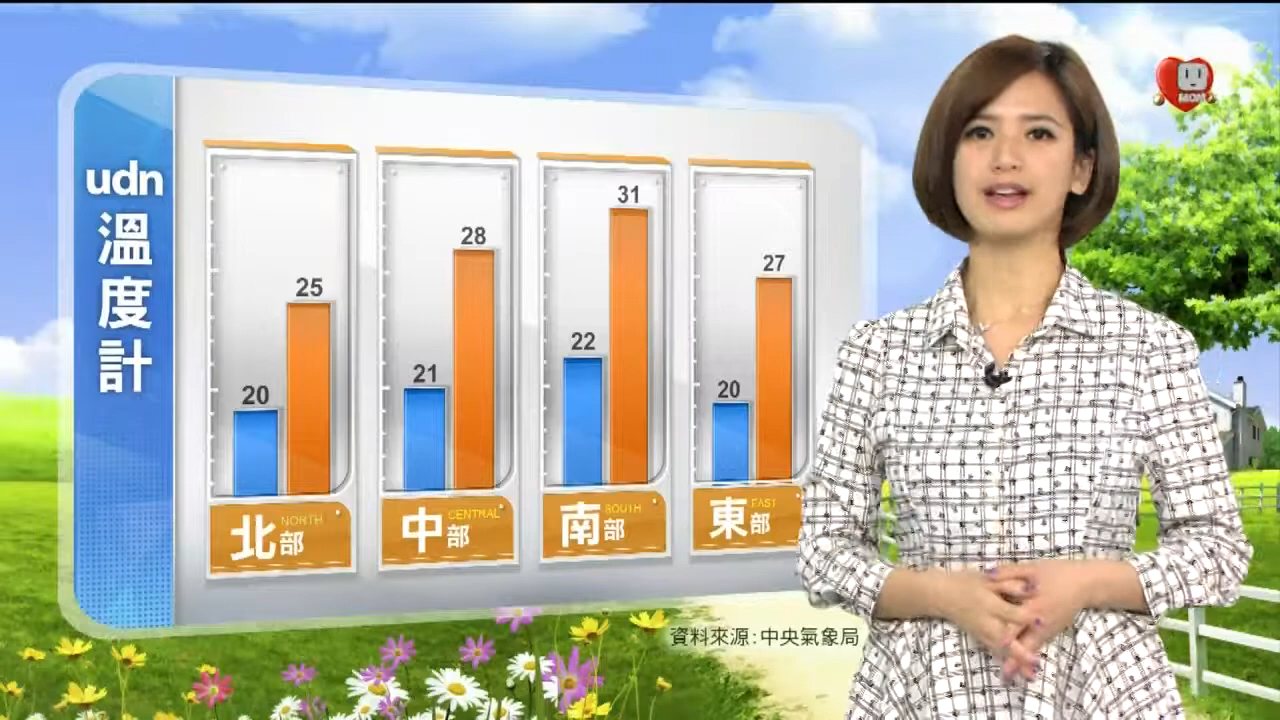 udn
溫度計
20
25
北部
NORTH
21
28
中部
CENTRAL
22
31
南部
SOUTH
20
27
東部
EAST
資料來源:中央氣象局
MOM